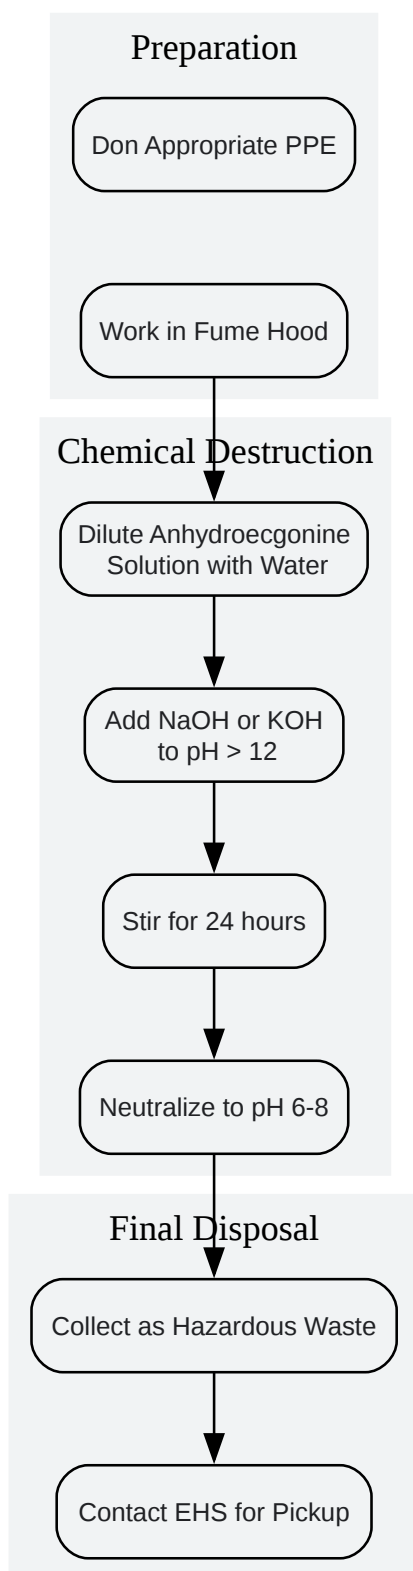 Preparation
Don Appropriate PPE
Work in Fume Hood
Chemical Destruction
Dilute Anhydroecgonine
Solution with Water
Add NaOH or KOH
to pH > 12
Stir for 24 hours
Neutralize to pH 6-8
Final Disposal
Collect as Hazardous Waste
Contact EHS for Pickup